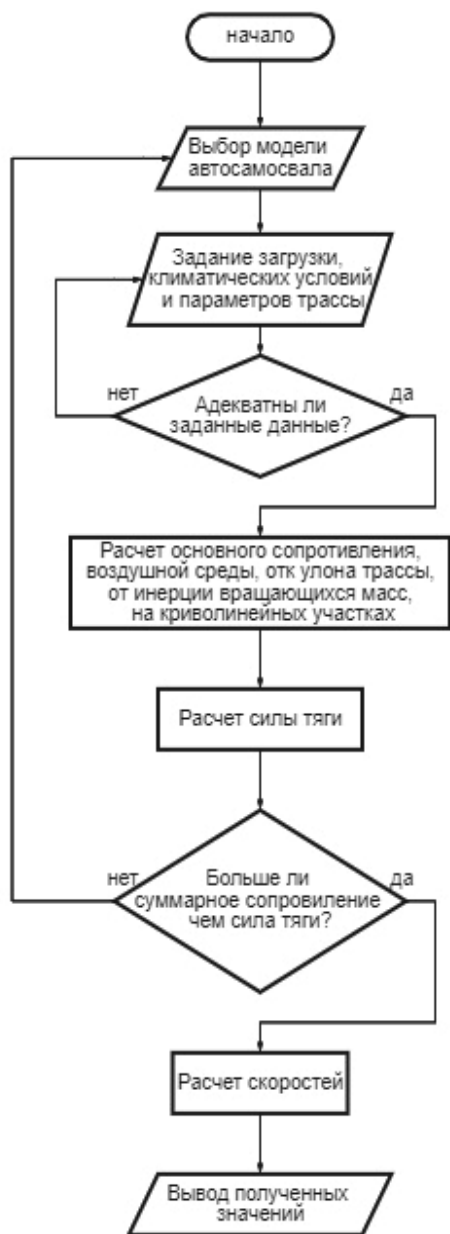 начало
Выбор модели
автосамосвала
Задание загрузки,
климатических условий
и параметров трассы
нет
да
Адекватны ли
заданные данные?
Расчет основного сопротивления,
воздушной среды, отк улона трассы,
от инерции вращающихся масс,
на криволинейных участках
Расчет силы тяги
нет
да
Больше ли
суммарное сопровиление
чем сила тяги?
Расчет скоростей
Вывод полученных
значений